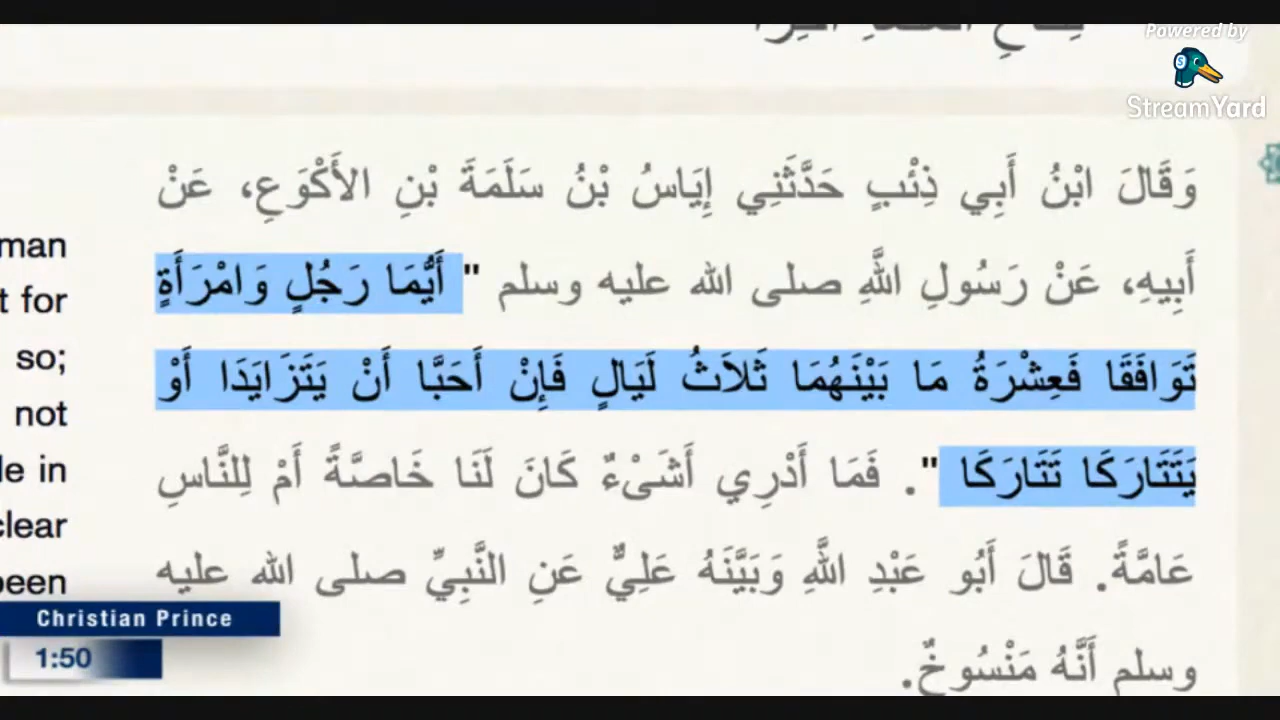 Powered by
StreamYard
وَقَالَ ابْنُ أَبِي ذِئْبٍ حَدَّثَنِي إِيَاسُ بْنُ سَلَمَةَ بْنِ الأَكْوَعِ، عَنْ
أَبِيهِ، عَنْ رَسُولِ اللَّهِ صلى الله عليه وسلم " أَيُّمَا رَجُلٍ وَامْرَأَةٍ
تَوَافَقَا فَعِشْرَةُ مَا بَيْنَهُمَا ثَلاَثُ لَيَالٍ فَإِنْ أَحَبَّا أَنْ يَتَزَايَدَا أَوْ
يَتَتَارَكَا تَتَارَكَا ". فَمَا أَدْرِي أَشَىْءٌ كَانَ لَنَا خَاصَّةً أَمْ لِلنَّاسِ
عَامَّةً. قَالَ أَبُو عَبْدِ اللَّهِ وَبَيَّنَهُ عَلِيٌّ عَنِ النَّبِيِّ صلى الله عليه
وسلم أَنَّهُ مَنْسُوخٌ.
man
t for
so;
not
le in
clear
been
Christian Prince
1:50